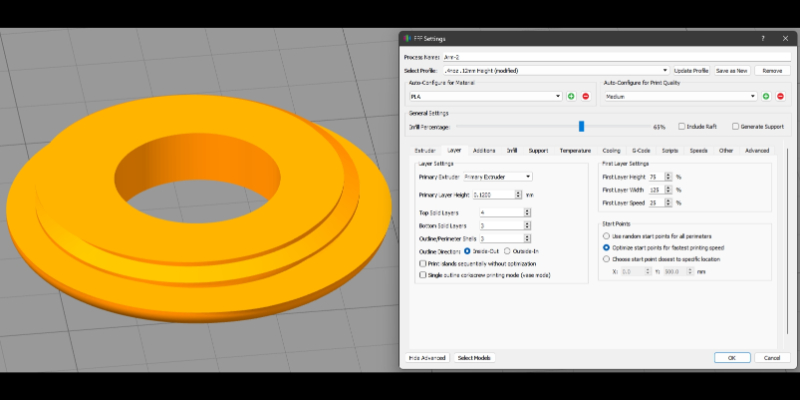 FFF Settings
Process Name: Arm-2
Select Profile: .4noz .12mm Height (modified) Update Profile Save as New Remove
Auto-Configure for Material Auto-Configure for Print Quality
PLA Medium
General Settings
Infill Percentage: 65% Include Raft Generate Support
Extruder Layer Additions Infill Support Temperature Cooling G-Code Scripts Speeds Other Advanced
Layer Settings First Layer Settings
Primary Extruder Primary Extruder First Layer Height 75 %
Primary Layer Height 0.1200 mm First Layer Width 125 %
First Layer Speed 25 %
Top Solid Layers 4
Bottom Solid Layers 3 Start Points
Outline/Perimeter Shells 3 Use random start points for all perimeters
Outline Direction: Inside-Out Outside-In Optimize start points for fastest printing speed
Print islands sequentially without optimization Choose start point closest to specific location
Single outline corkscrew printing mode (vase mode) X: 0.0 Y: mm
Hide Advanced Select Models OK Cancel